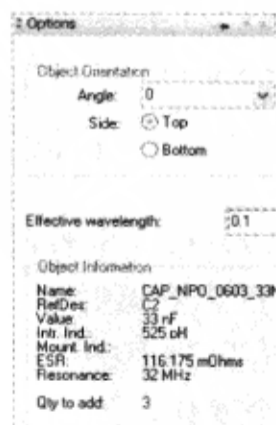 Options
Object Orientation
Angle: 0
Side: Top
Bottom
Effective wavelength: 0.1
Object Information
Name: CAP_NPO_0603_33N
RefDes: C2
Value: 33 nF
Intr. Ind.: 525 pH
Mount. Ind.:
ESR: 116.175 mOhms
Resonance: 32 MHz
Qty to add: 3